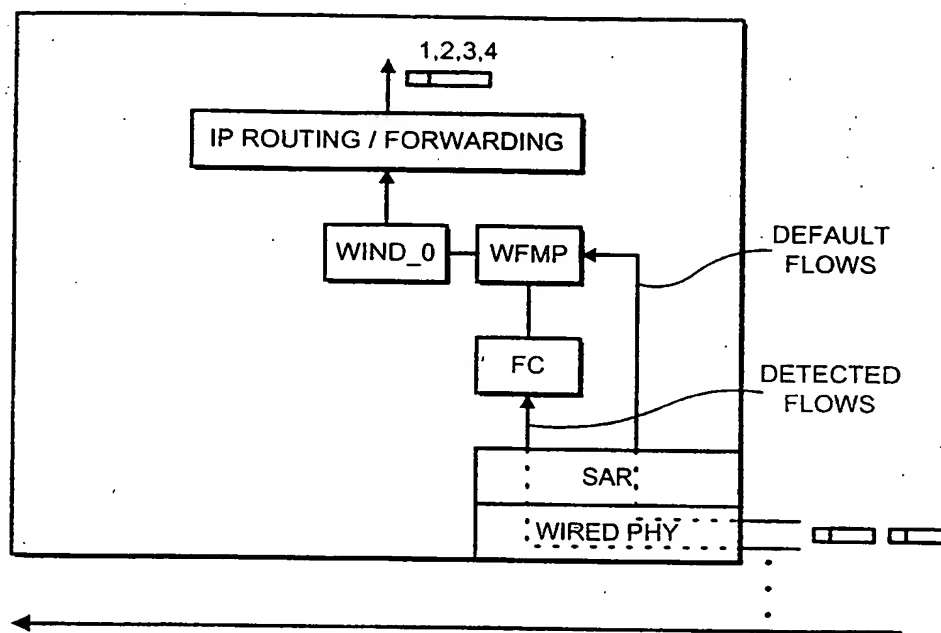 1,2,3,4
IP ROUTING / FORWARDING
WIND_0
WFMP
DEFAULT
FLOWS
FC
DETECTED
FLOWS
SAR
WIRED PHY